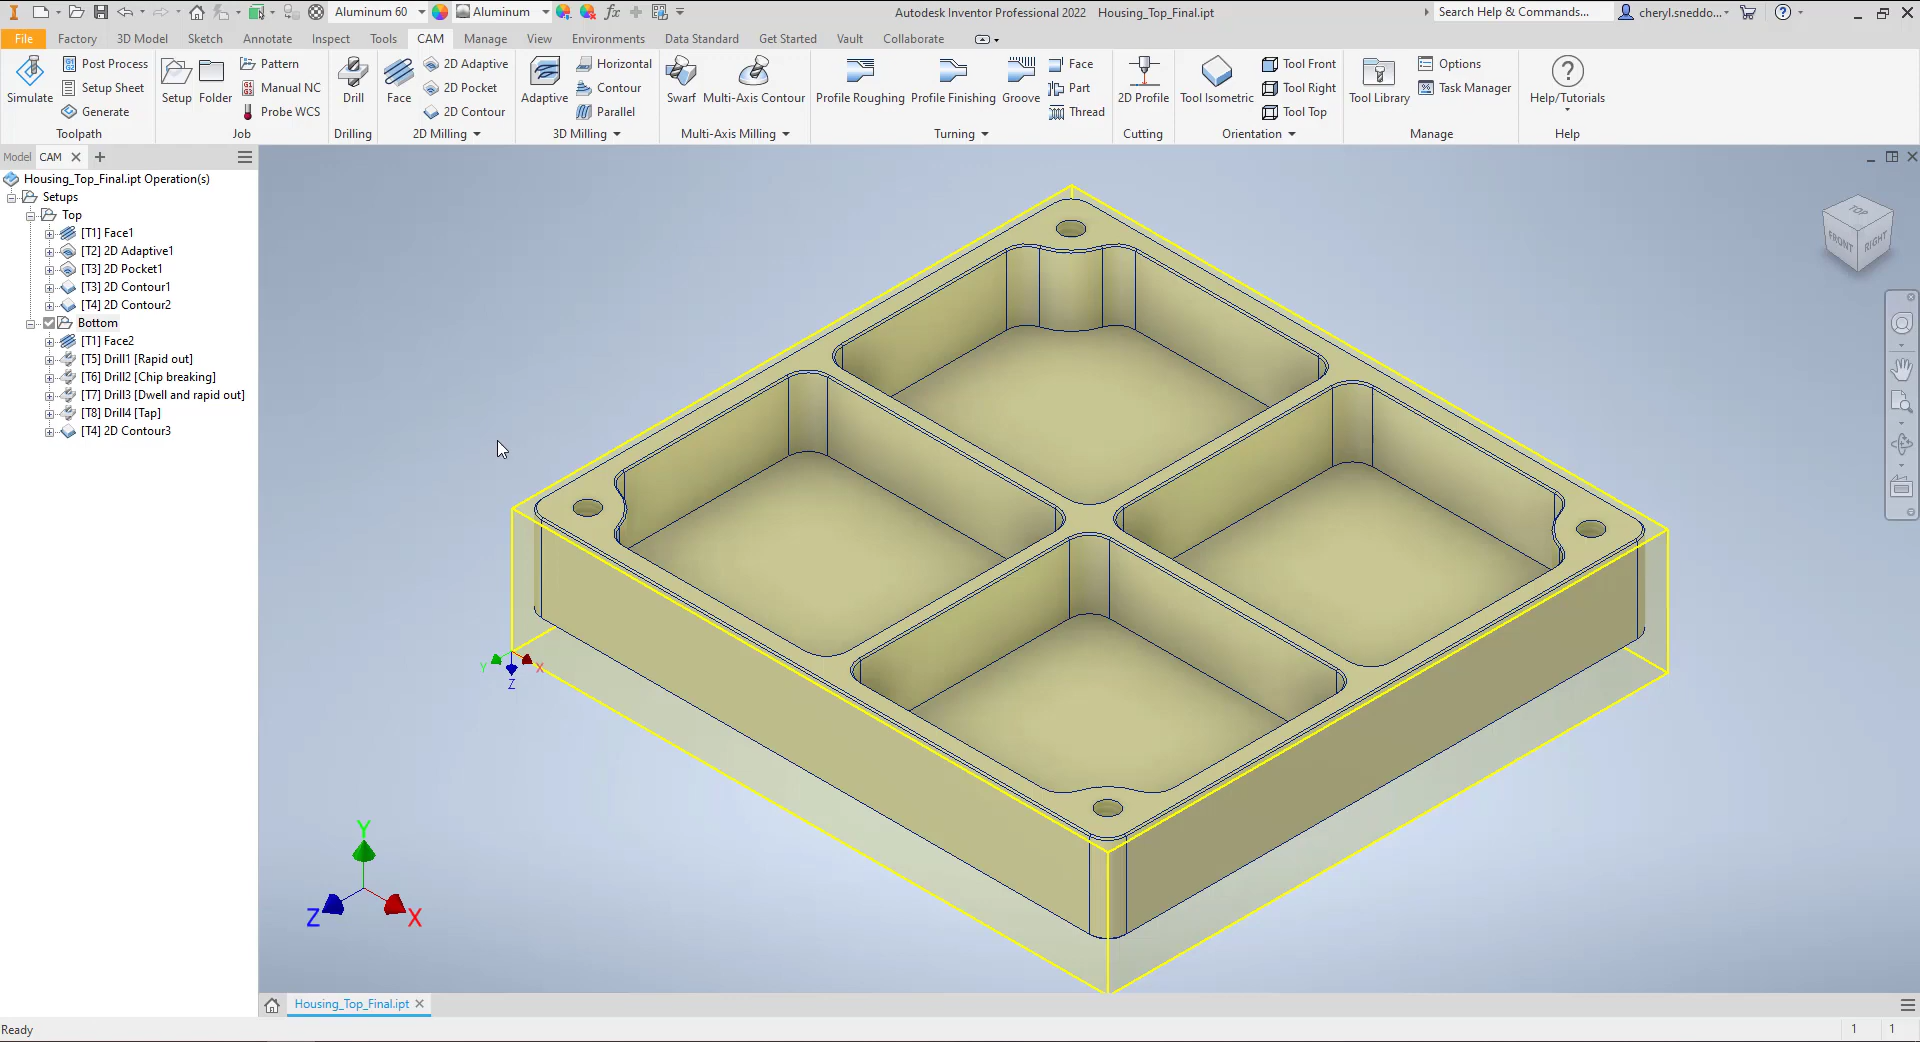 Aluminum 60 Aluminum fx Autodesk Inventor Professional 2022 Housing_Top_Final.ipt Search Help & Commands... cheryl.sneddo...
File Factory 3D Model Sketch Annotate Inspect Tools CAM Manage View Environments Data Standard Get Started Vault Collaborate
Simulate Post Process Setup Sheet Generate
Toolpath
Setup Folder Pattern Manual NC Probe WCS
Job
Drill
Drilling
Face 2D Adaptive 2D Pocket 2D Contour
2D Milling
Adaptive Horizontal Contour Parallel
3D Milling
Swarf Multi-Axis Contour
Multi-Axis Milling
Profile Roughing Profile Finishing Groove Face Part Thread
Turning
2D Profile
Cutting
Tool Isometric Tool Front Tool Right Tool Top
Orientation
Tool Library Options Task Manager
Manage
Help/Tutorials
Help
Model CAM
Housing_Top_Final.ipt Operation(s)
Setups
Top
[T1] Face1
[T2] 2D Adaptive1
[T3] 2D Pocket1
[T3] 2D Contour1
[T4] 2D Contour2
Bottom
[T1] Face2
[T5] Drill1 [Rapid out]
[T6] Drill2 [Chip breaking]
[T7] Drill3 [Dwell and rapid out]
[T8] Drill4 [Tap]
[T4] 2D Contour3
TOP
FRONT RIGHT
Y X
Z
Y
Z X
Housing_Top_Final.ipt
Ready 1 1